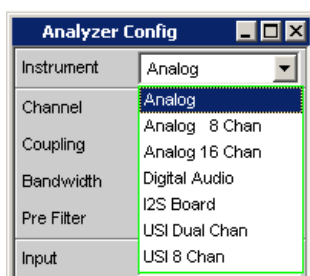 Analyzer Config
Instrument Analog
Channel Analog
Analog 8 Chan
Coupling Analog 16 Chan
Bandwidth Digital Audio
I2S Board
Pre Filter USI Dual Chan
Input USI 8 Chan